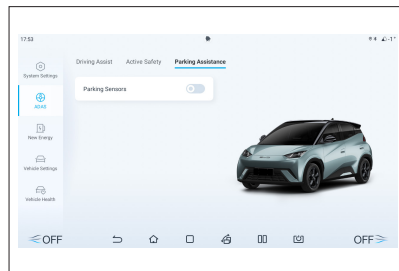 17:53
-1°
Driving Assist Active Safety Parking Assistance
System Settings
Parking Sensors
ADAS
New Energy
Vehicle Settings
Vehicle Health
OFF
OFF